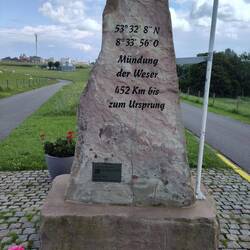 53° 32' 8" N
8° 33' 56" O
Mündung
der Weser
452 Km bis
zum Ursprung